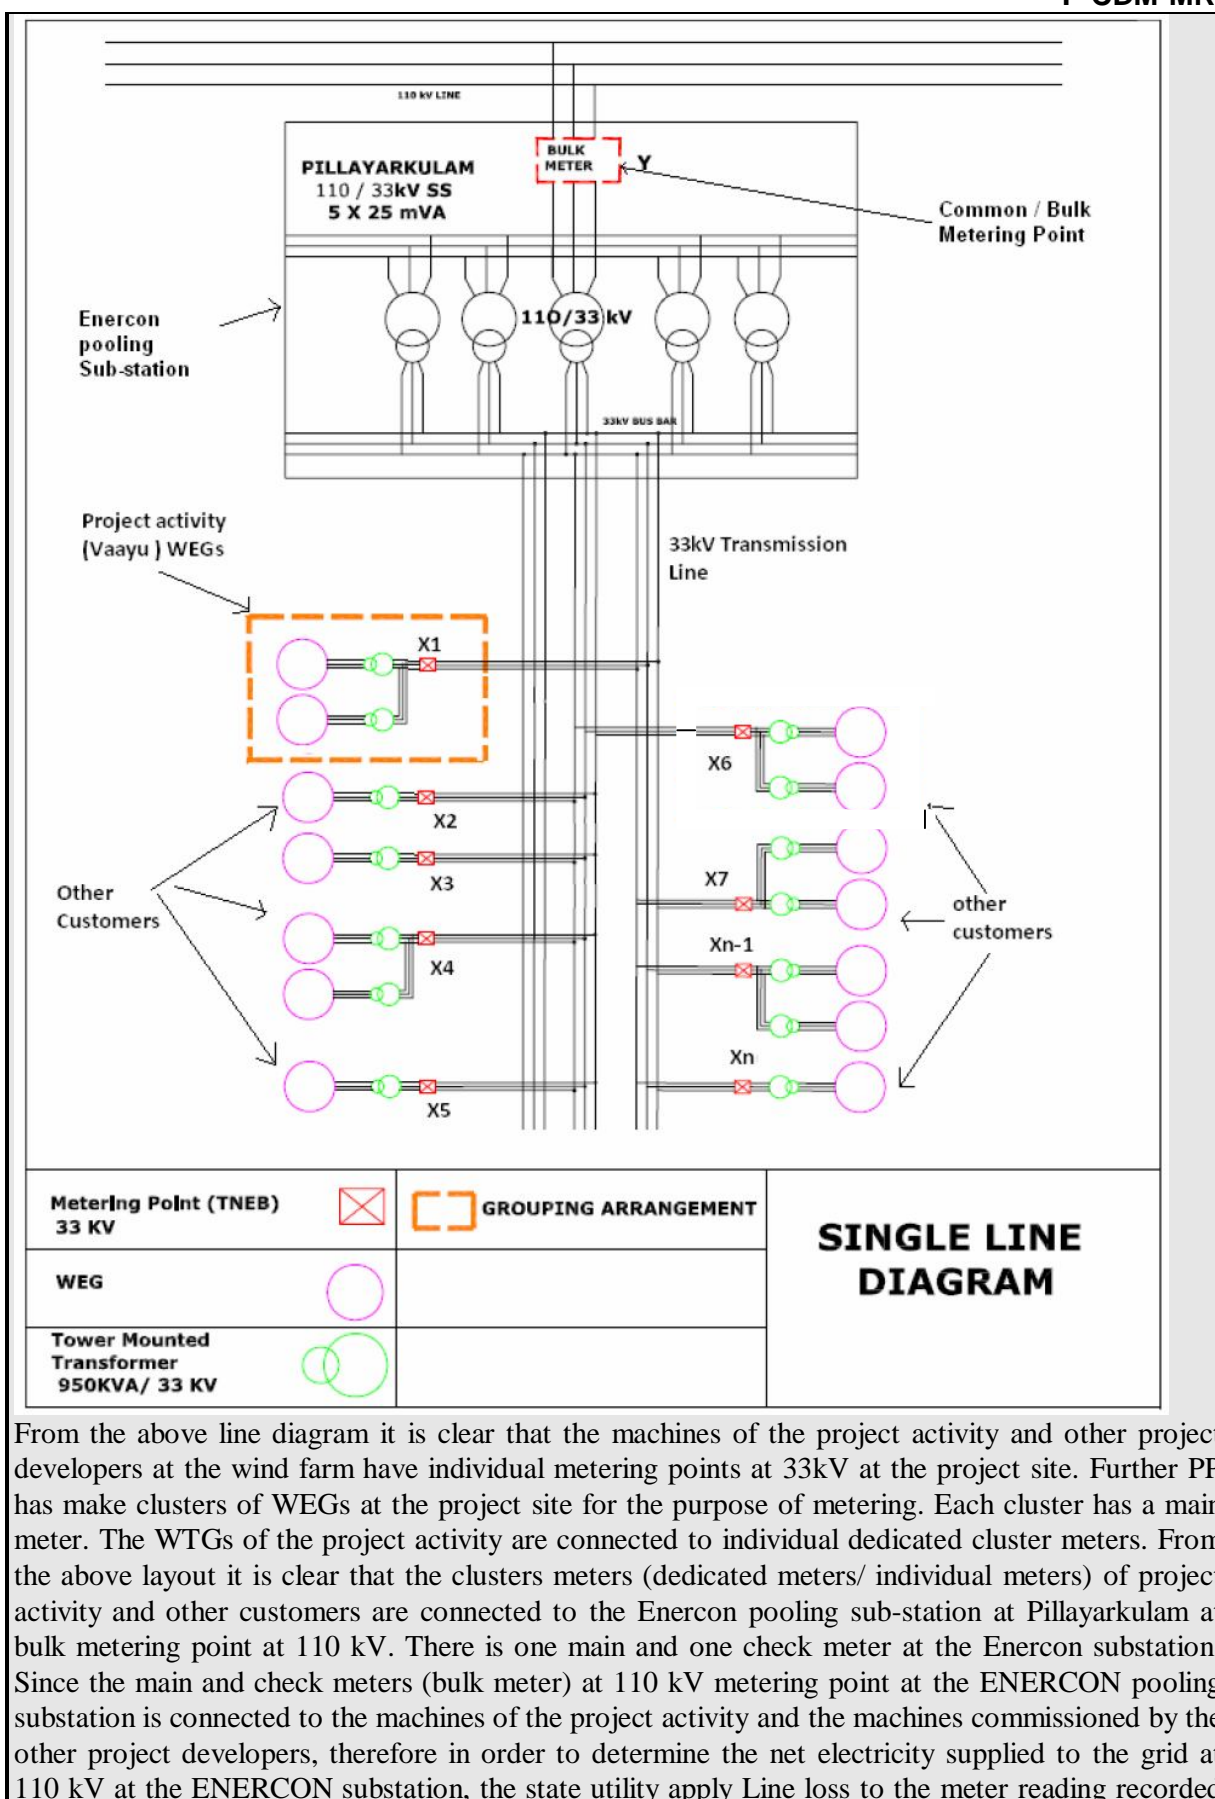 110 kV LINE
BULK
METER
Y
PILLAYARKULAM
110 / 33kV SS
5 X 25 mVA
Common / Bulk
Metering Point
Enercon
pooling
Sub-station
110/33 kV
33kV BUS BAR
Project activity
(Vaayu ) WEGs
33kV Transmission
Line
X1
X6
X2
X3
X7
Other
Customers
other
customers
X4
Xn-1
Xn
X5
Metering Point (TNEB)
33 KV
GROUPING ARRANGEMENT
SINGLE LINE
DIAGRAM
WEG
Tower Mounted
Transformer
950KVA/ 33 KV
From the above line diagram it is clear that the machines of the project activity and other project
developers at the wind farm have individual metering points at 33kV at the project site. Further PP
has make clusters of WEGs at the project site for the purpose of metering. Each cluster has a main
meter. The WTGs of the project activity are connected to individual dedicated cluster meters. From
the above layout it is clear that the clusters meters (dedicated meters/ individual meters) of project
activity and other customers are connected to the Enercon pooling sub-station at Pillayarkulam at
bulk metering point at 110 kV. There is one main and one check meter at the Enercon substation
Since the main and check meters (bulk meter) at 110 kV metering point at the ENERCON pooling
substation is connected to the machines of the project activity and the machines commissioned by the
other project developers, therefore in order to determine the net electricity supplied to the grid at
110 kV at the ENERCON substation, the state utility apply Line loss to the meter reading recorded